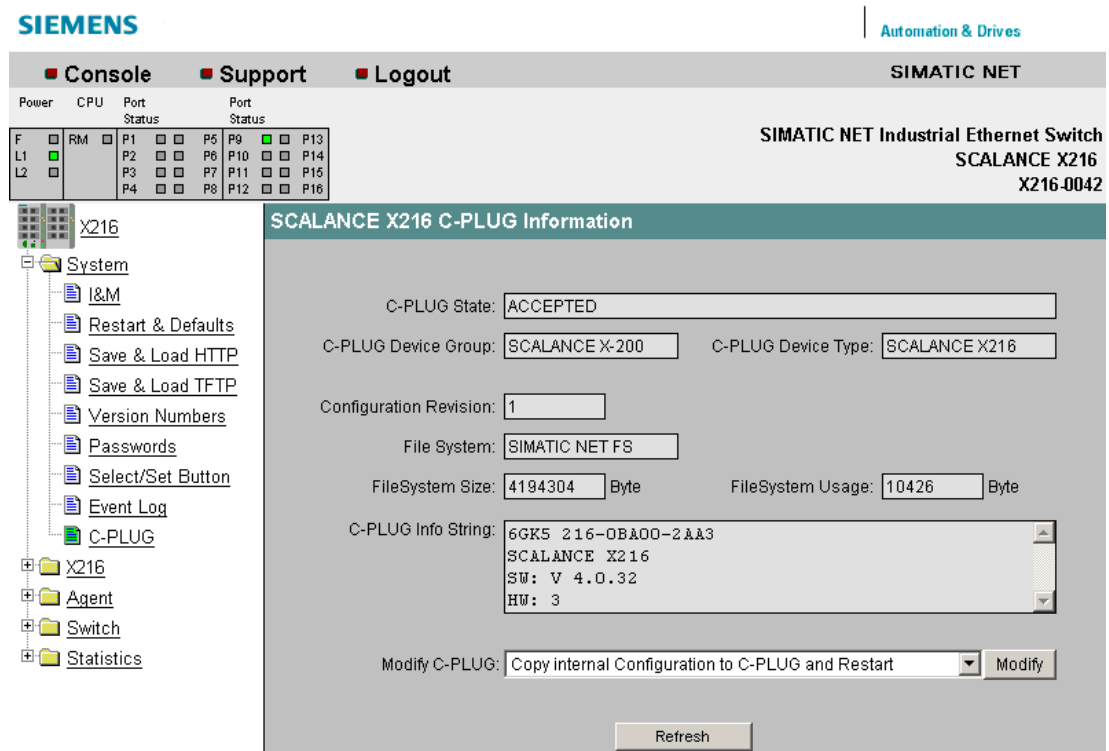 SIEMENS
Automation & Drives
Console Support Logout SIMATIC NET
Power CPU Port Status Port Status
F RM P1 P5 P9 P13
L1 P2 P6 P10 P14
L2 P3 P7 P11 P15
P4 P8 P12 P16
SIMATIC NET Industrial Ethernet Switch
SCALANCE X216
X216-0042
X216
System
I&M
Restart & Defaults
Save & Load HTTP
Save & Load TFTP
Version Numbers
Passwords
Select/Set Button
Event Log
C-PLUG
X216
Agent
Switch
Statistics
SCALANCE X216 C-PLUG Information
C-PLUG State: ACCEPTED
C-PLUG Device Group: SCALANCE X-200 C-PLUG Device Type: SCALANCE X216
Configuration Revision: 1
File System: SIMATIC NET FS
FileSystem Size: 4194304 Byte FileSystem Usage: 10426 Byte
C-PLUG Info String: 6GK5 216-0BA00-2AA3
SCALANCE X216
SW: V 4.0.32
HW: 3
Modify C-PLUG: Copy internal Configuration to C-PLUG and Restart Modify
Refresh